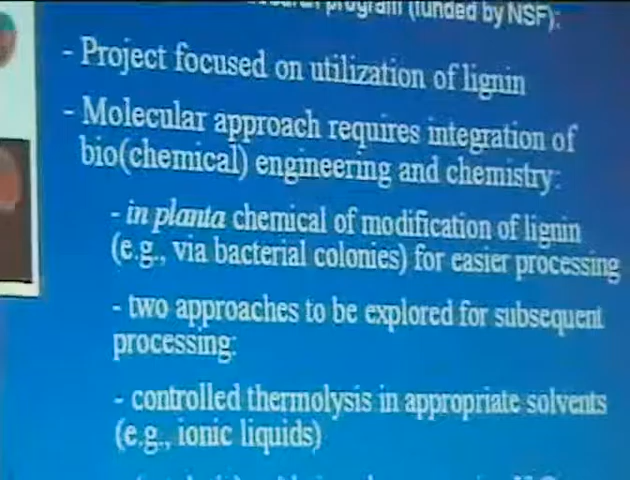 program (funded by NSF):
- Project focused on utilization of lignin
- Molecular approach requires integration of
bio(chemical) engineering and chemistry:
- in planta chemical of modification of lignin
(e.g., via bacterial colonies) for easier processing
- two approaches to be explored for subsequent
processing:
- controlled thermolysis in appropriate solvents
(e.g., ionic liquids)